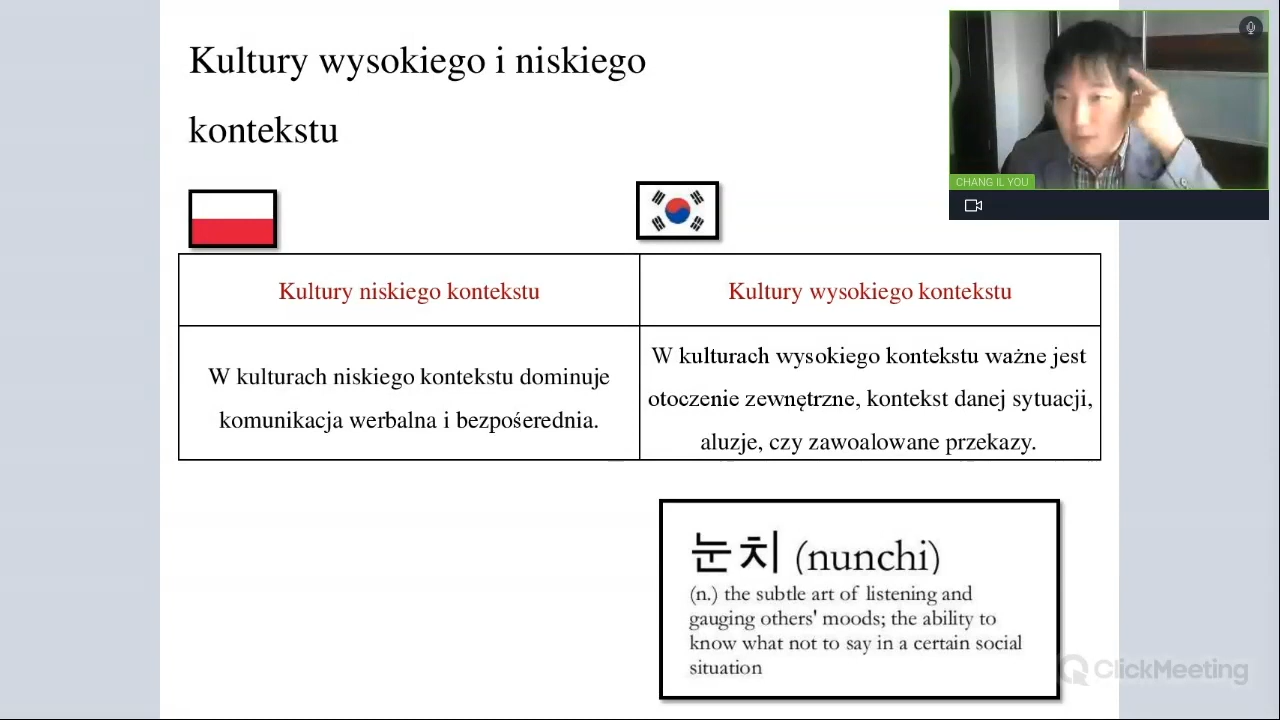 Kultury wysokiego i niskiego
kontekstu
CHANG IL YOU
Kultury niskiego kontekstu
Kultury wysokiego kontekstu
W kulturach niskiego kontekstu dominuje
komunikacja werbalna i bezpośerednia.
W kulturach wysokiego kontekstu ważne jest
otoczenie zewnętrzne, kontekst danej sytuacji,
aluzje, czy zawoalowane przekazy.
눈치 (nunchi)
(n.) the subtle art of listening and
gauging others' moods; the ability to
know what not to say in a certain social
situation
ClickMeeting